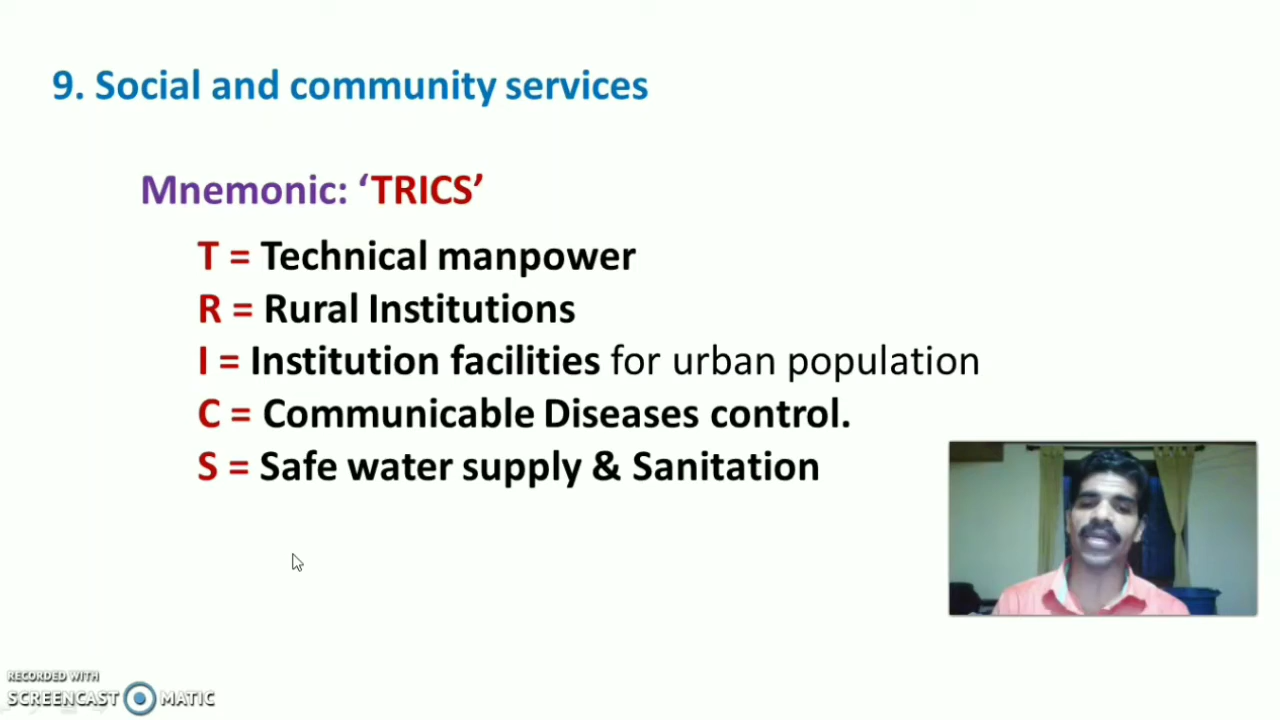 9. Social and community services
Mnemonic: ‘TRICS’
T = Technical manpower
R = Rural Institutions
I = Institution facilities for urban population
C = Communicable Diseases control.
S = Safe water supply & Sanitation
RECORDED WITH
SCREENCAST MATIC